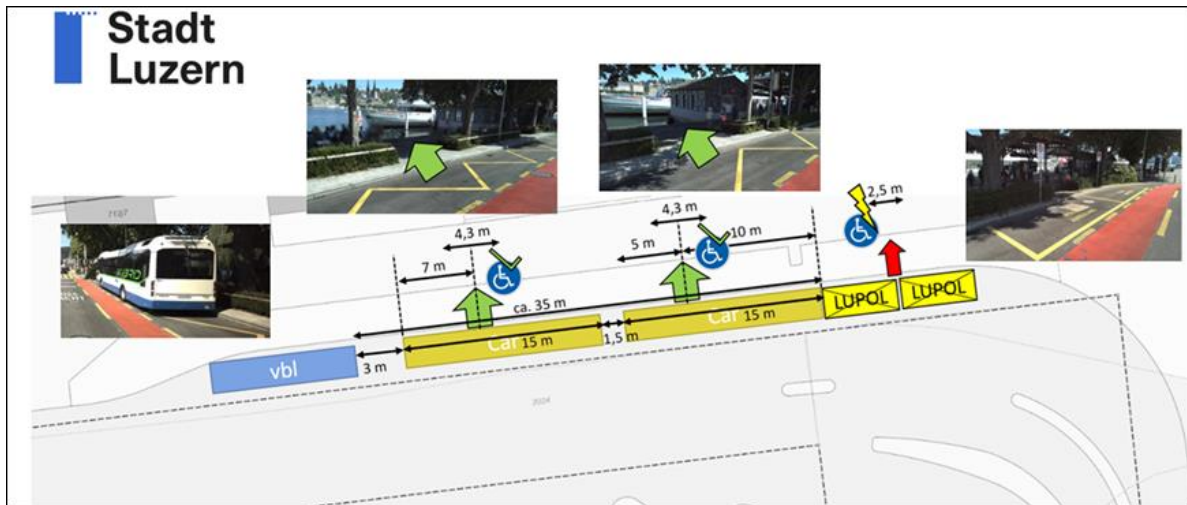 Stadt
Luzern
2,5 m
4,3 m
4,3 m
10 m
5 m
7 m
ca. 35 m
LUPOL
LUPOL
Car
15 m
1,5 m
Car
15 m
3 m
vbl